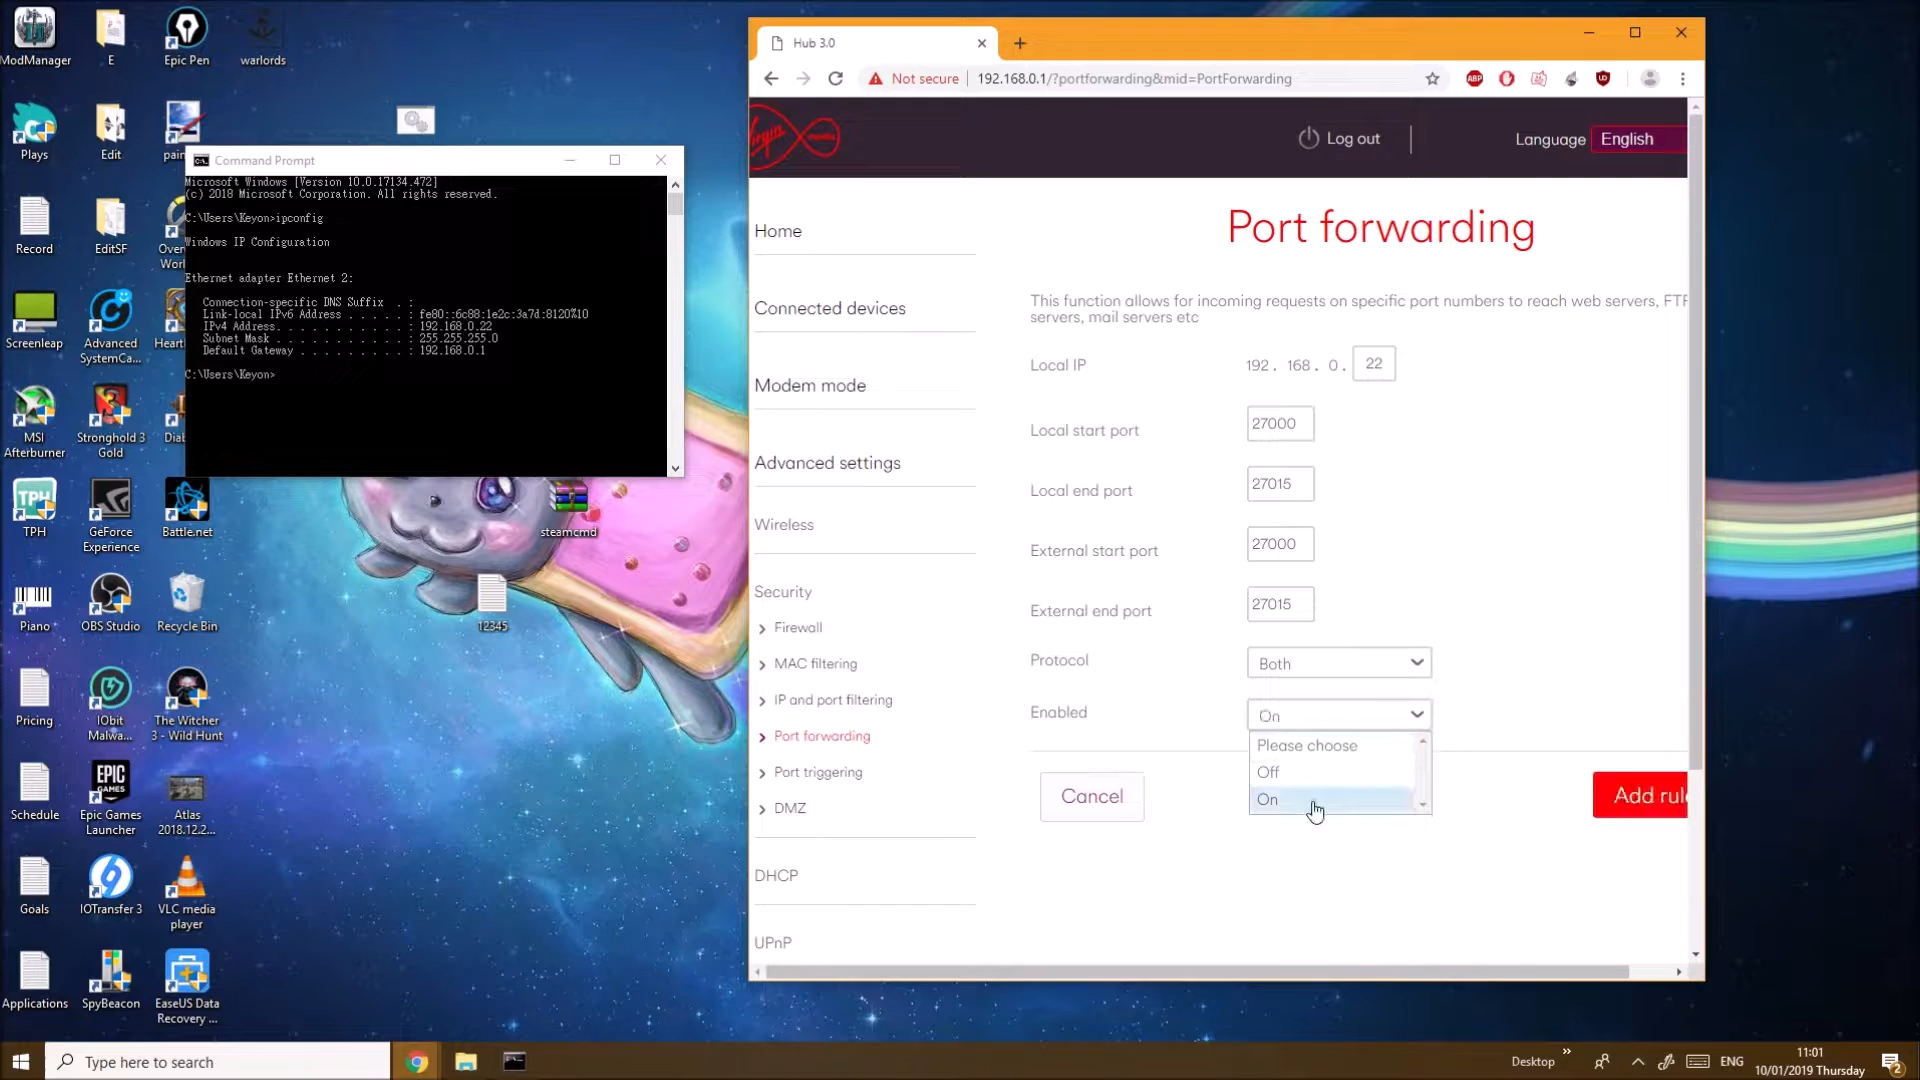 ModManager
E
Epic Pen
warlords
Plays
Edit
Record
EditSF
Screenleap
Advanced
SystemCa...
MSI
Afterburner
Stronghold 3
Gold
TPH
GeForce
Experience
Battle.net
Piano
OBS Studio
Recycle Bin
Pricing
IObit
Malwa...
The Witcher
3 - Wild Hunt
Schedule
Epic Games
Launcher
Atlas
2018.12.2...
Goals
IOTransfer 3
VLC media
player
Applications
SpyBeacon
EaseUS Data
Recovery ...
steamcmd
12345
Command Prompt
Microsoft Windows [Version 10.0.17134.472]
(c) 2018 Microsoft Corporation. All rights reserved.
C:\Users\Keyon>ipconfig
Windows IP Configuration
Ethernet adapter Ethernet 2:
Connection-specific DNS Suffix . :
Link-local IPv6 Address . . . . . : fe80::6c88:1e2c:3a7d:8120%10
IPv4 Address. . . . . . . . . . . : 192.168.0.22
Subnet Mask . . . . . . . . . . . : 255.255.255.0
Default Gateway . . . . . . . . . : 192.168.0.1
C:\Users\Keyon>
Hub 3.0
Not secure | 192.168.0.1/?portforwarding&mid=PortForwarding
ABP
Log out
Language English
Home
Connected devices
Modem mode
Advanced settings
Wireless
Security
Firewall
MAC filtering
IP and port filtering
Port forwarding
Port triggering
DMZ
DHCP
UPnP
Port forwarding
This function allows for incoming requests on specific port numbers to reach web servers, FTP
servers, mail servers etc
Local IP 192 . 168 . 0 . 22
Local start port 27000
Local end port 27015
External start port 27000
External end port 27015
Protocol Both
Enabled On
Please choose
Off
On
Cancel
Add rule
Type here to search
Desktop
ENG
11:01
10/01/2019 Thursday
2